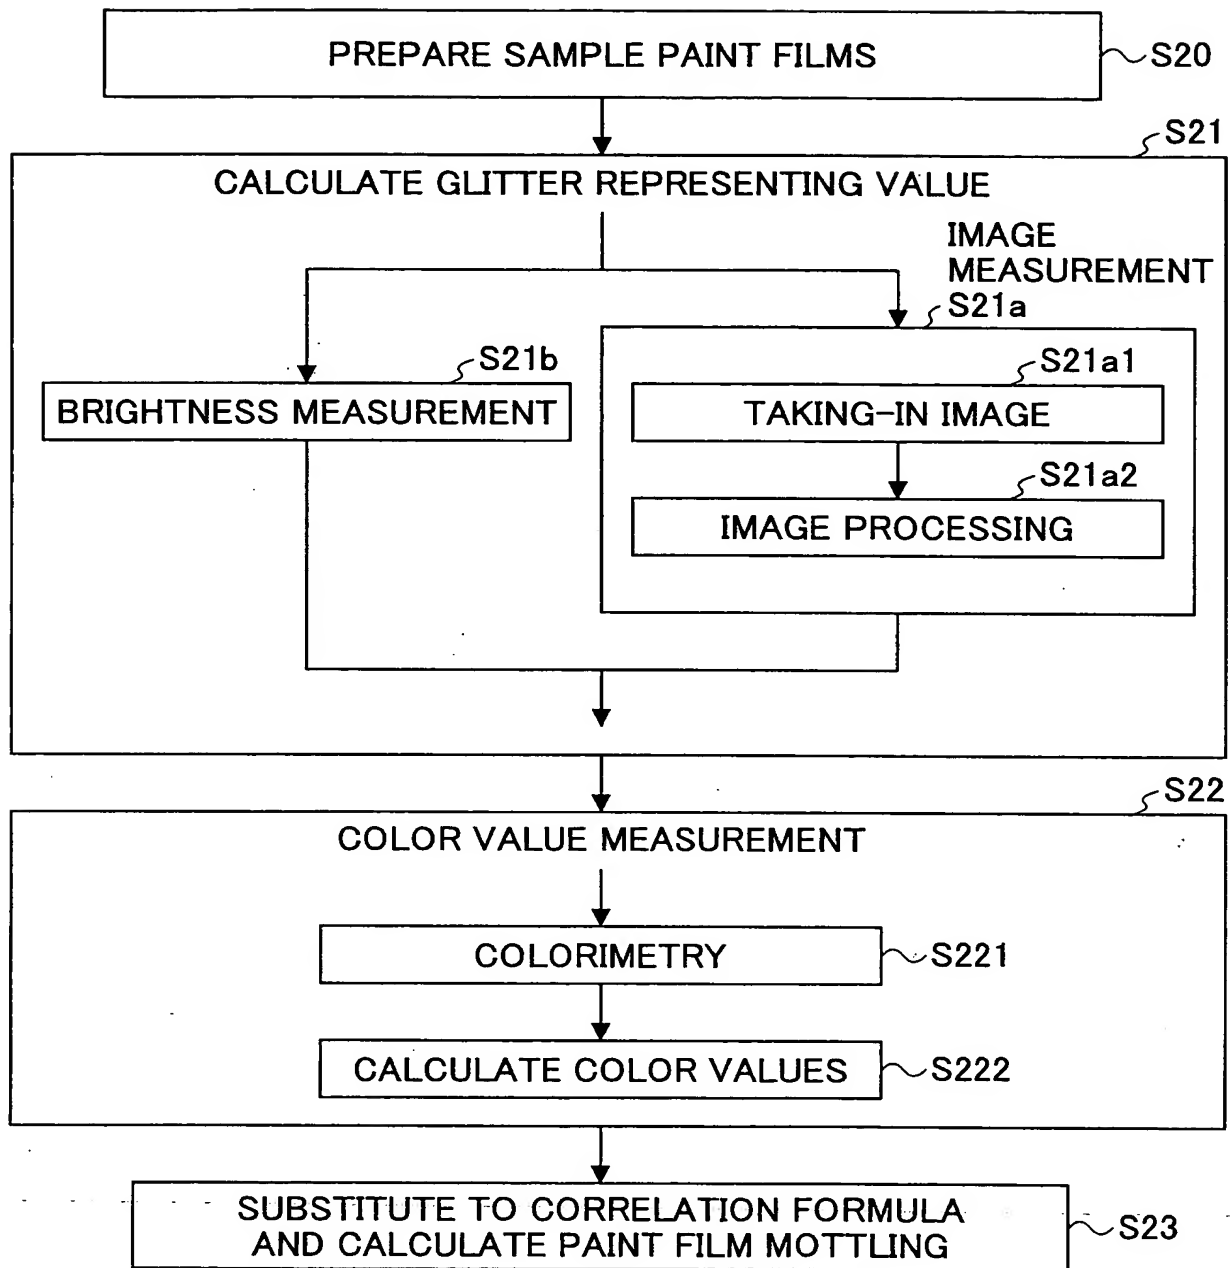 PREPARE SAMPLE PAINT FILMS
S20
S21
CALCULATE GLITTER REPRESENTING VALUE
IMAGE
MEASUREMENT
S21a
S21b
BRIGHTNESS MEASUREMENT
S21a1
TAKING-IN IMAGE
S21a2
IMAGE PROCESSING
S22
COLOR VALUE MEASUREMENT
COLORIMETRY
S221
CALCULATE COLOR VALUES
S222
SUBSTITUTE TO CORRELATION FORMULA
AND CALCULATE PAINT FILM MOTTLING
S23